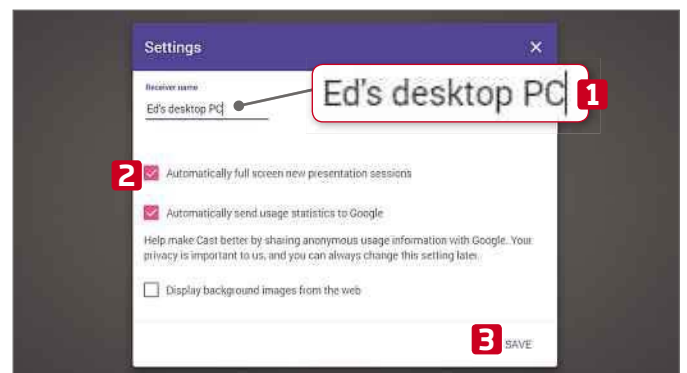 Settings
×
Receiver name
Ed's desktop PC
Ed's desktop PC
1
2
Automatically full screen new presentation sessions
Automatically send usage statistics to Google
Help make Cast better by sharing anonymous usage information with Google. Your
privacy is important to us, and you can always change this setting later.
Display background images from the web
3
SAVE